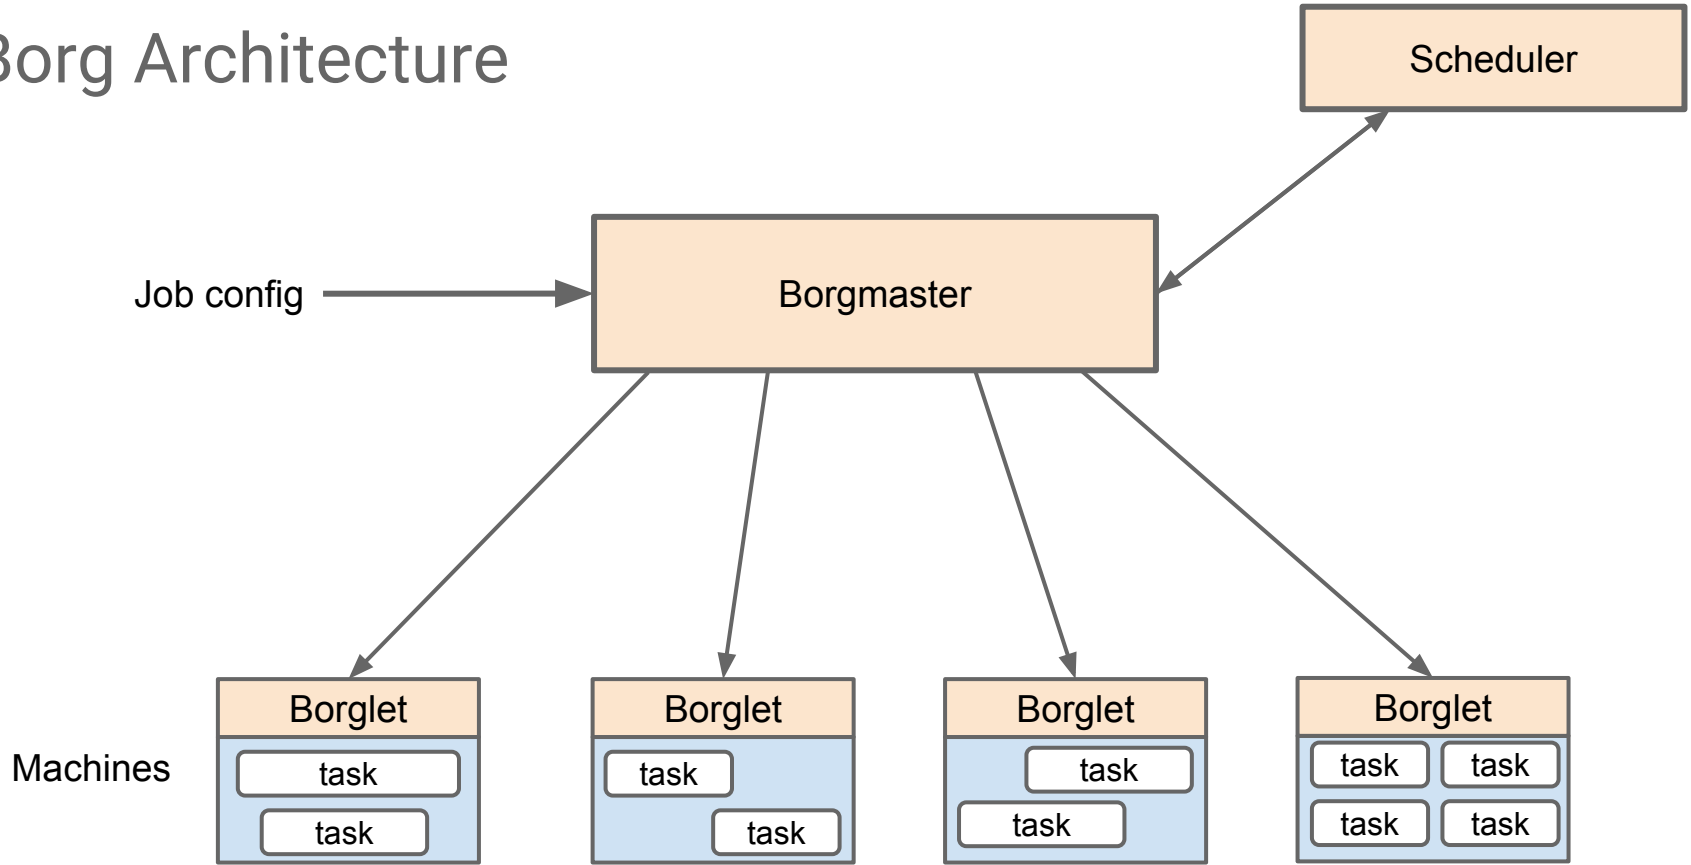 Borg Architecture
Scheduler
Job config
Borgmaster
Borglet
Borglet
Borglet
Borglet
Machines
task
task
task
task
task
task
task
task
task
task